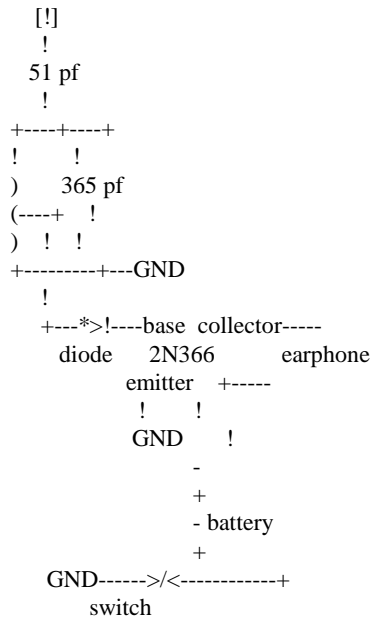 [!]
!
51 pf
!
+----+----+
! !
) 365 pf
(----+ !
) ! !
+---------+---GND
!
+---*>!----base collector-----
diode 2N366 earphone
emitter +-----
! !
GND !
-
+
- battery
+
GND------>/<------------+
switch